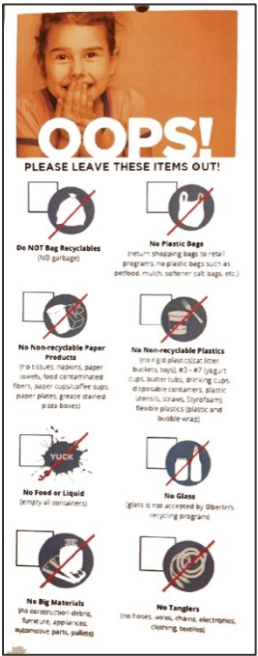 OOPS!
PLEASE LEAVE THESE ITEMS OUT!
Do NOT Bag Recyclables
(NO garbage)
No Plastic Bags
(return shopping bags to retail
programs, no plastic bags such as
petfood, mulch, softener salt bags, etc.)
No Non-recyclable Paper
Products
(no tissues, napkins, paper
towels, food contaminated
fibers, paper cups/coffee cups,
paper plates, grease stained
pizza boxes)
No Non-recyclable Plastics
(no rigid plastics(cat litter
buckets, toys), #3 - #7 (yogurt
cups, butter tubs, drinking cups,
disposable containers, plastic
utensils, straws, Styrofoam),
flexible plastics (plastic and
bubble wrap)
YUCK
No Food or Liquid
(empty all containers)
No Glass
(glass is not accepted by Oberlin's
recycling program)
No Big Materials
(no construction debris,
furniture, appliances,
automotive parts, pallets)
No Tanglers
(no hoses, wires, chains, electronics,
clothing, textiles)